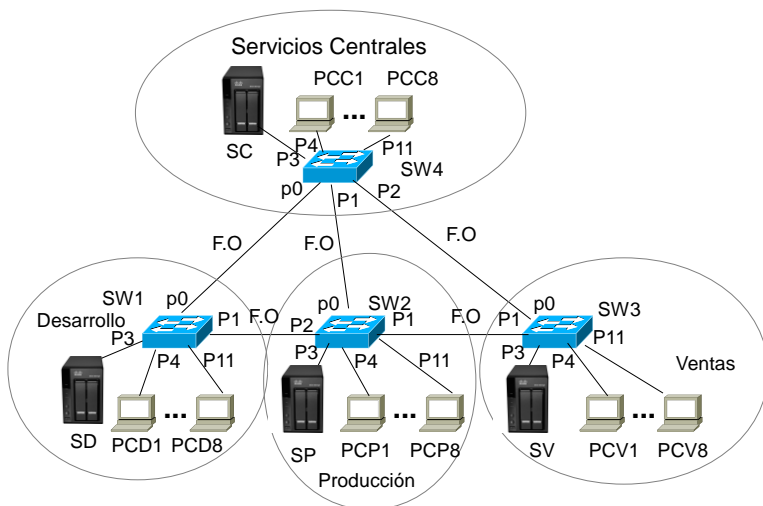 Servicios Centrales
PCC1 PCC8
...
SC
P3 P4 P11
SW4
p0 P1 P2
F.O F.O F.O
SW1 p0 P1
Desarrollo
P3 P4 P11
F.O
SD PCD1 ... PCD8
p0 SW2
P2 P1
P3 P4 P11
F.O
SP PCP1 ... PCP8
Producción
p0 SW3
P1 P11
P3 P4
Ventas
SV PCV1 ... PCV8